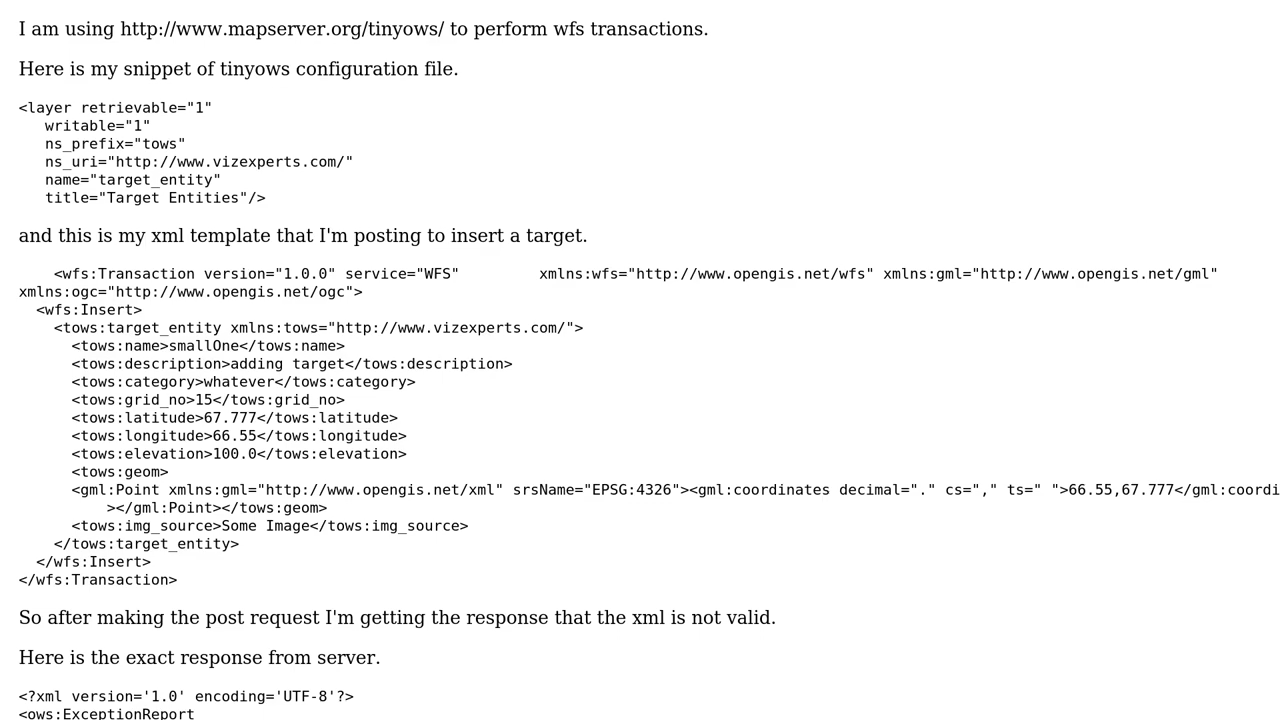 I am using http://www.mapserver.org/tinyows/ to perform wfs transactions.
Here is my snippet of tinyows configuration file.
<layer retrievable="1"
   writable="1"
   ns_prefix="tows"
   ns_uri="http://www.vizexperts.com/"
   name="target_entity"
   title="Target Entities"/>
and this is my xml template that I'm posting to insert a target.
    <wfs:Transaction version="1.0.0" service="WFS"         xmlns:wfs="http://www.opengis.net/wfs" xmlns:gml="http://www.opengis.net/gml"
xmlns:ogc="http://www.opengis.net/ogc">
  <wfs:Insert>
    <tows:target_entity xmlns:tows="http://www.vizexperts.com/">
      <tows:name>smallOne</tows:name>
      <tows:description>adding target</tows:description>
      <tows:category>whatever</tows:category>
      <tows:grid_no>15</tows:grid_no>
      <tows:latitude>67.777</tows:latitude>
      <tows:longitude>66.55</tows:longitude>
      <tows:elevation>100.0</tows:elevation>
      <tows:geom>
      <gml:Point xmlns:gml="http://www.opengis.net/xml" srsName="EPSG:4326"><gml:coordinates decimal="." cs="," ts=" ">66.55,67.777</gml:coordi
          ></gml:Point></tows:geom>
      <tows:img_source>Some Image</tows:img_source>
    </tows:target_entity>
  </wfs:Insert>
</wfs:Transaction>
So after making the post request I'm getting the response that the xml is not valid.
Here is the exact response from server.
<?xml version='1.0' encoding='UTF-8'?>
<ows:ExceptionReport